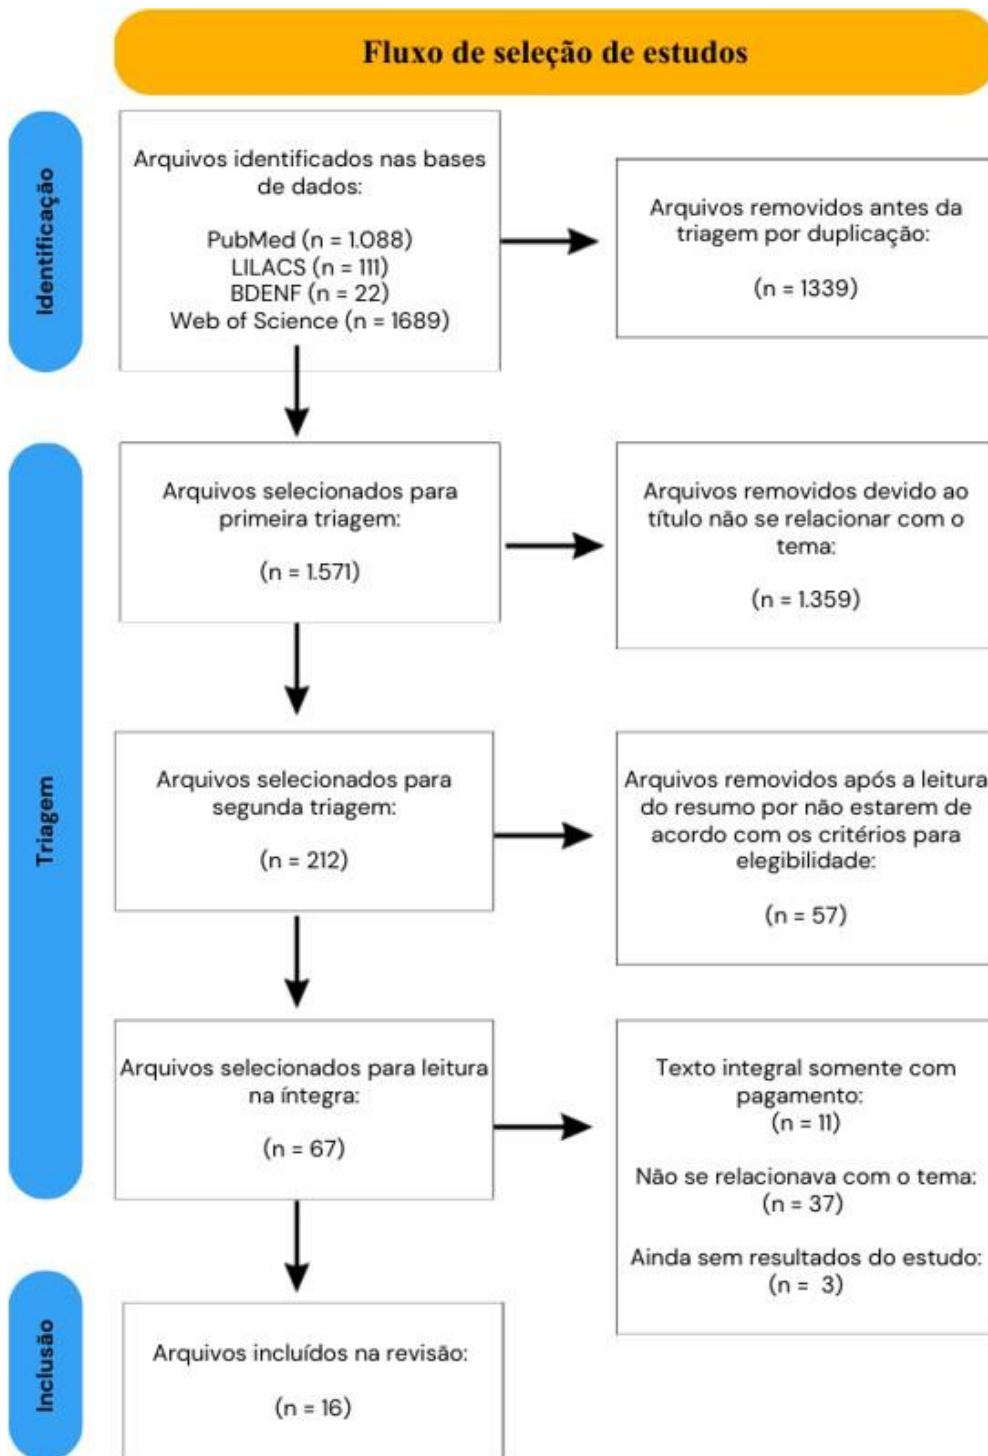 Fluxo de seleção de estudos
Identificação
Arquivos identificados nas bases
de dados:
PubMed (n = 1.088)
LILACS (n = 111)
BDENF (n = 22)
Web of Science (n = 1689)
Arquivos removidos antes da
triagem por duplicação:
(n = 1339)
Triagem
Arquivos selecionados para
primeira triagem:
(n = 1.571)
Arquivos removidos devido ao
título não se relacionar com o
tema:
(n = 1.359)
Arquivos selecionados para
segunda triagem:
(n = 212)
Arquivos removidos após a leitura
do resumo por não estarem de
acordo com os critérios para
elegibilidade:
(n = 57)
Arquivos selecionados para leitura
na íntegra:
(n = 67)
Texto integral somente com
pagamento:
(n = 11)
Não se relacionava com o tema:
(n = 37)
Ainda sem resultados do estudo:
(n = 3)
Inclusão
Arquivos incluídos na revisão:
(n = 16)